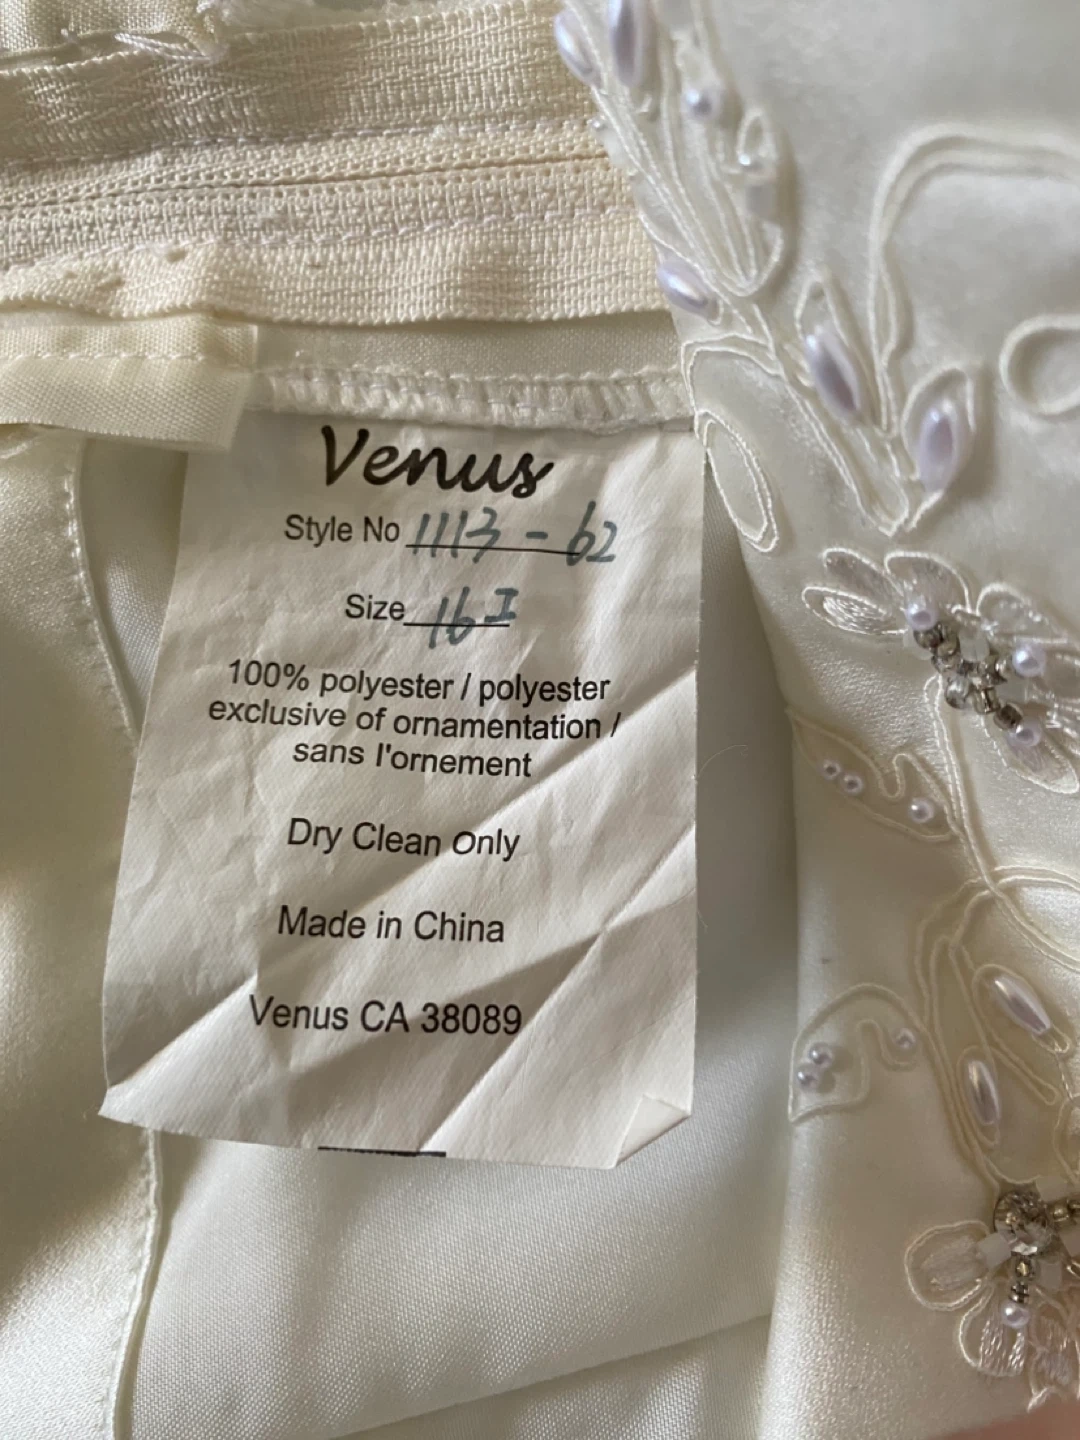 Venus
Style No 1113-62
Size 16 I
100% polyester / polyester
exclusive of ornamentation /
sans l'ornement
Dry Clean Only
Made in China
Venus CA 38089